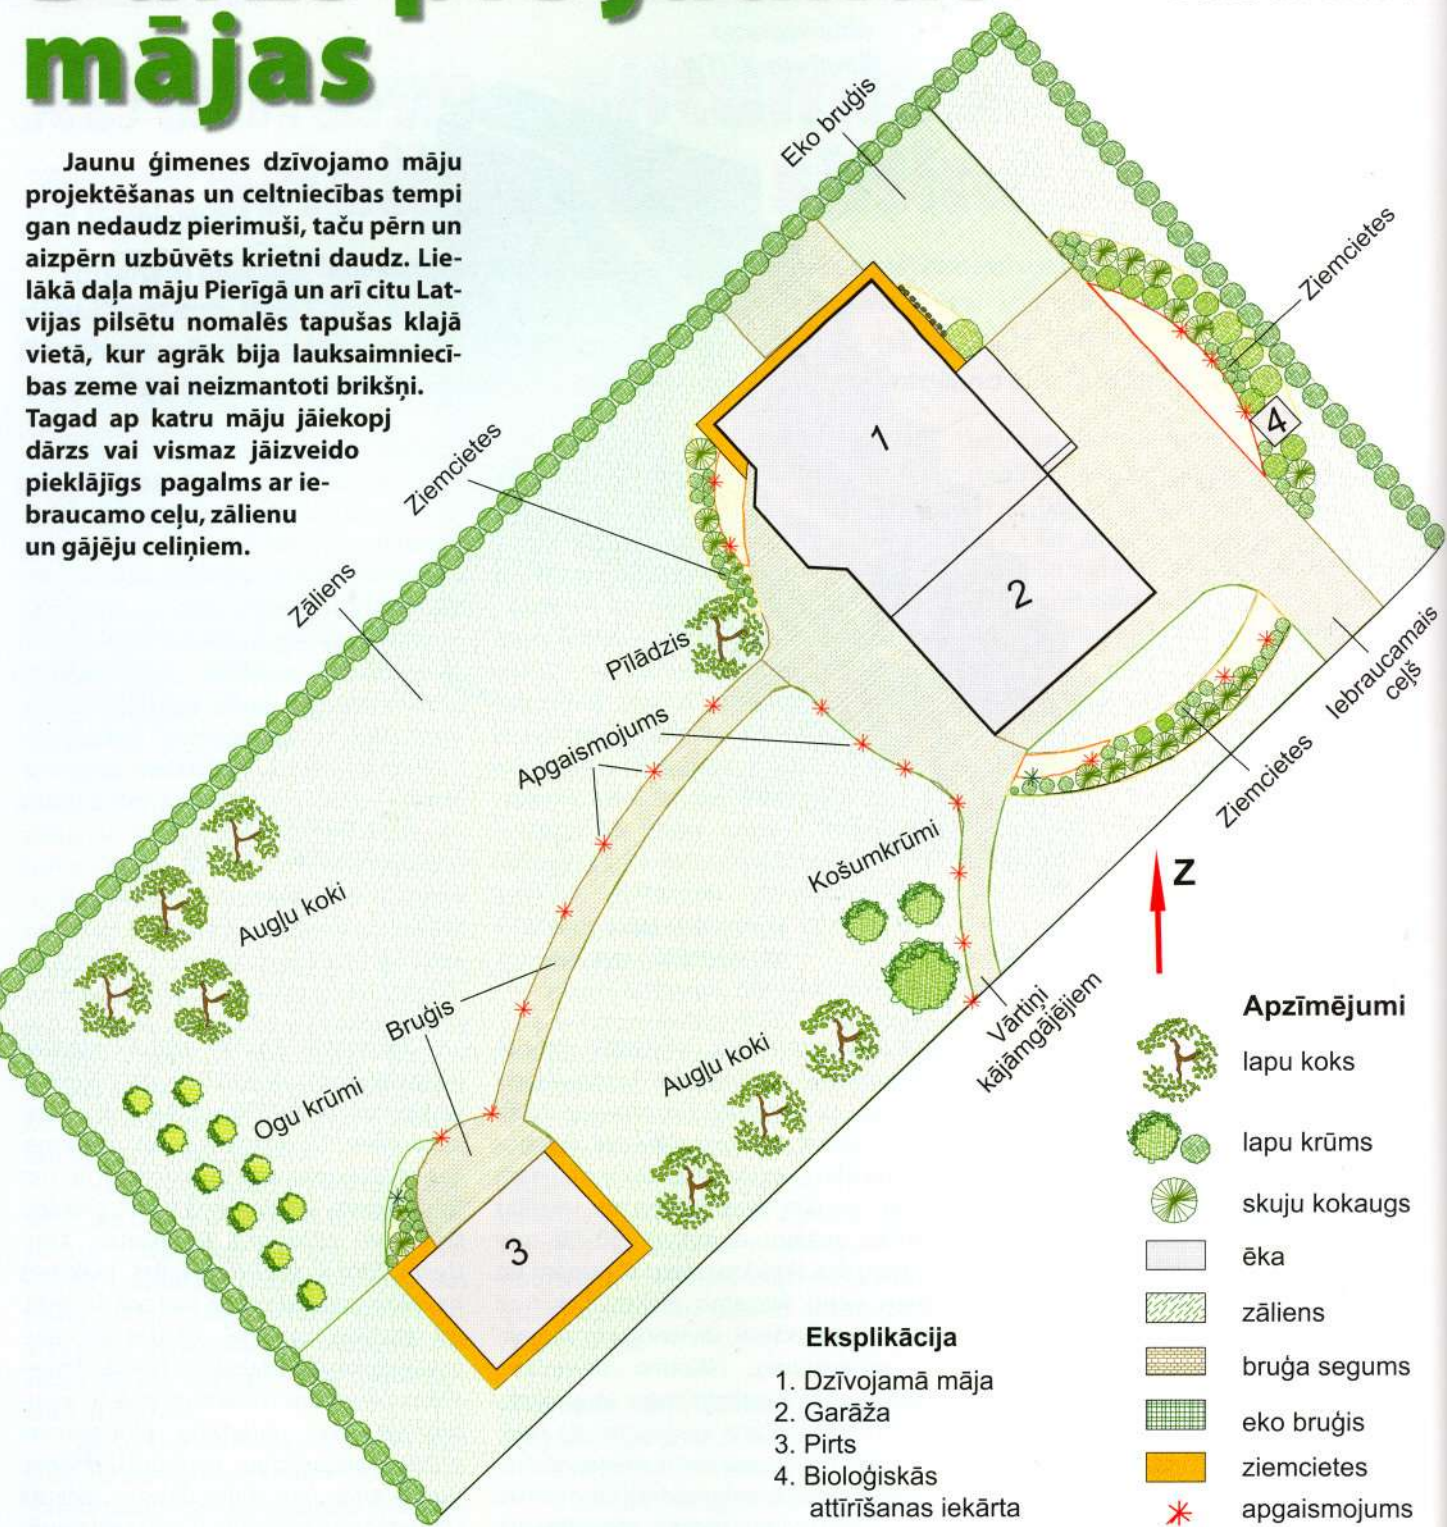 mājas
Jaunu ģimenes dzīvojamo māju
projektēšanas un celtniecības tempi
gan nedaudz pierimuši, taču pērn un
aizpērn uzbūvēts krietni daudz. Lie-
lākā daļa māju Pierīgā un arī citu Lat-
vijas pilsētu nomalēs tapušas klajā
vietā, kur agrāk bija lauksaimniecī-
bas zeme vai neizmantoti brikšņi.
Tagad ap katru māju jāiekopj
dārzs vai vismaz jāizveido
pieklājīgs pagalms ar ie-
braucamo ceļu, zālienu
un gājēju celiņiem.
Eko bruģis
Ziemcietes
1
4
Ziemcietes
Zāliens
2
Pīlādzis
Iebraucamais
ceļš
Apgaismojums
Ziemcietes
Košumkrūmi
Z
Augļu koki
Bruģis
Vārtiņi
kājāmgājējiem
Augļu koki
Ogu krūmi
3
Apzīmējumi
lapu koks
lapu krūms
skuju kokaugs
ēka
zāliens
bruģa segums
eko bruģis
ziemcietes
apgaismojums
Eksplikācija
1. Dzīvojamā māja
2. Garāža
3. Pirts
4. Bioloģiskās
attīrīšanas iekārta